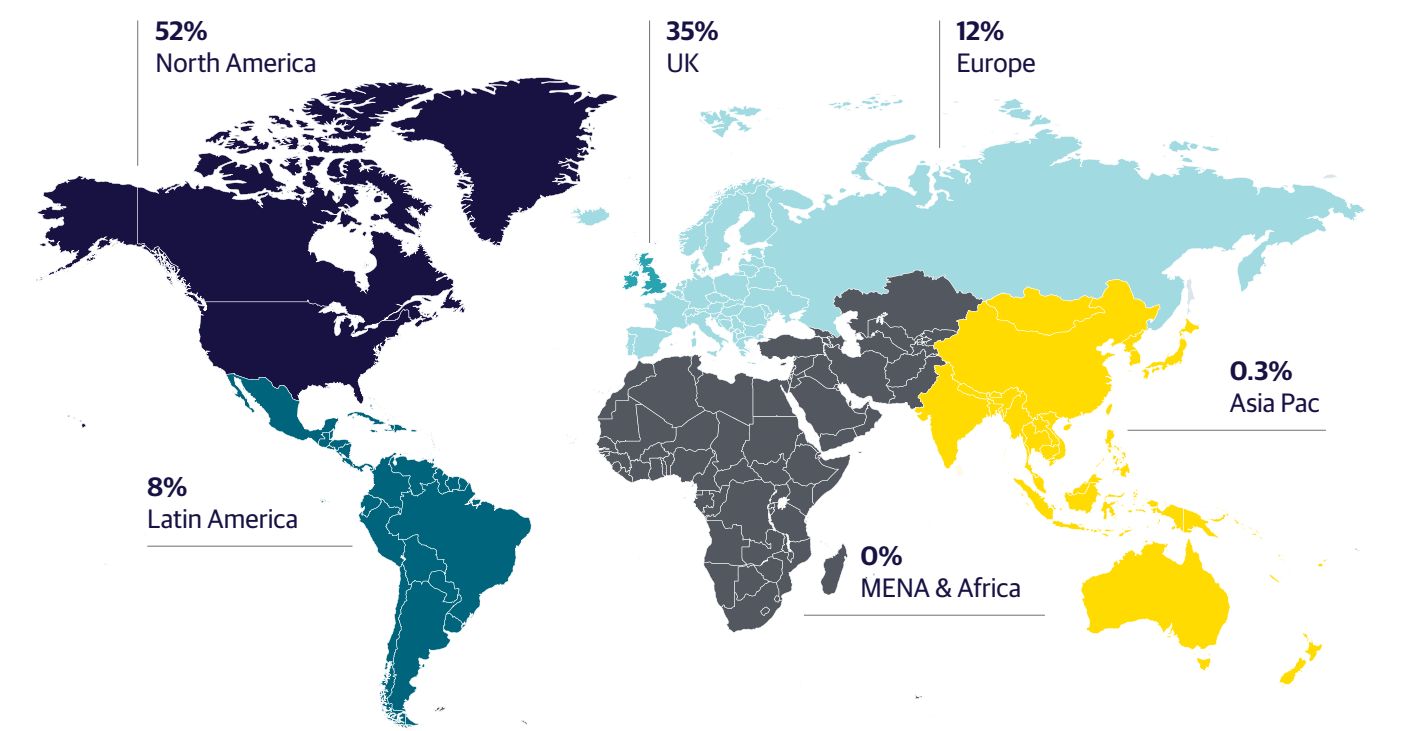 52%
North America
35%
UK
12%
Europe
0.3%
Asia Pac
8%
Latin America
0%
MENA & Africa